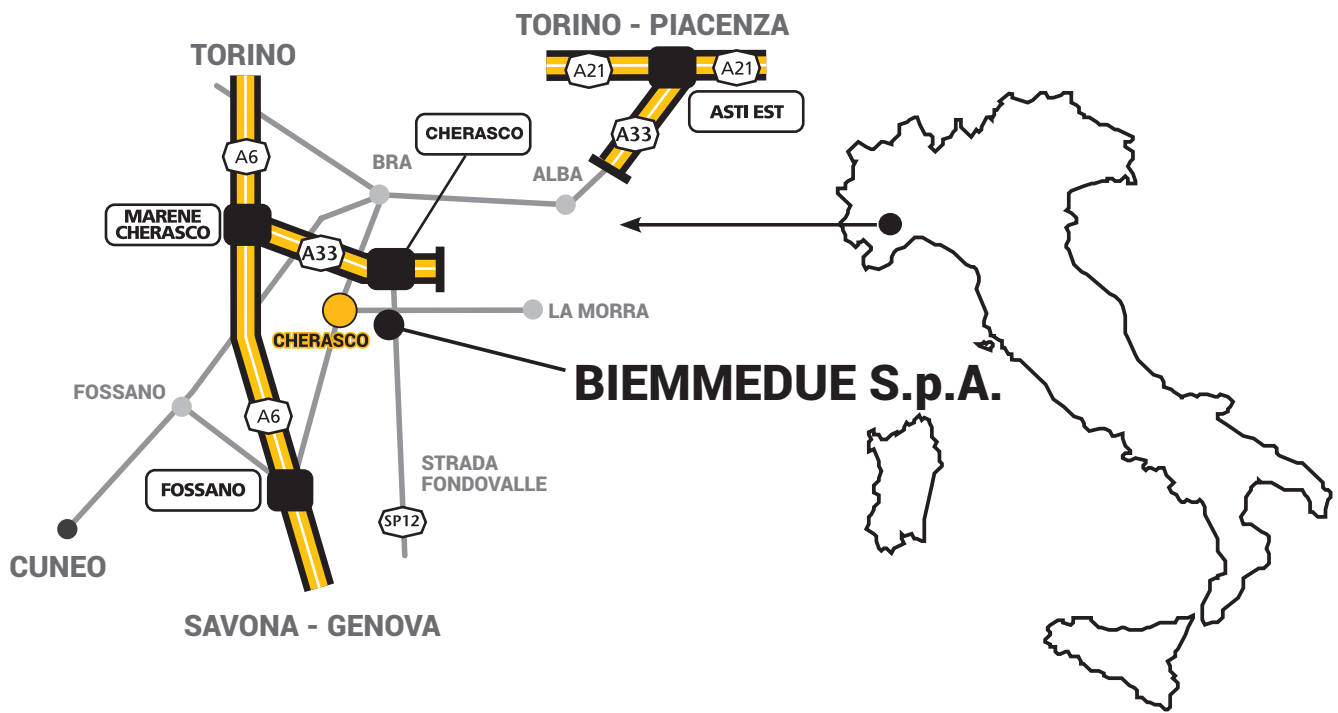 TORINO - PIACENZA
TORINO
A21
A21
ASTI EST
CHERASCO
A33
A6
BRA
ALBA
MARENE
CHERASCO
A33
LA MORRA
CHERASCO
BIEMMEDUE S.p.A.
FOSSANO
A6
STRADA
FONDOVALLE
FOSSANO
SP12
CUNEO
SAVONA - GENOVA